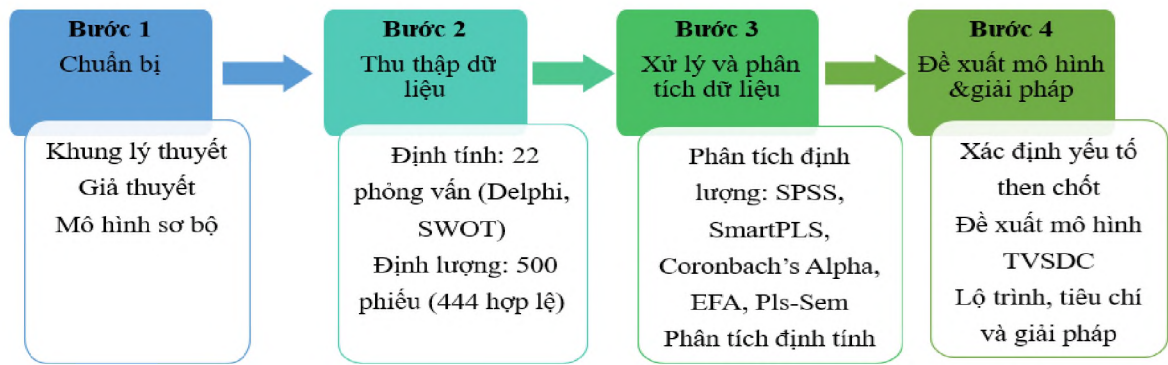 Bước 1
Chuẩn bị
Khung lý thuyết
Giả thuyết
Mô hình sơ bộ
Bước 2
Thu thập dữ
liệu
Định tính: 22
phỏng vấn (Delphi,
SWOT)
Định lượng: 500
phiếu (444 hợp lệ)
Bước 3
Xử lý và phân
tích dữ liệu
Phân tích định
lượng: SPSS,
SmartPLS,
Coronbach’s Alpha,
EFA, Pls-Sem
Phân tích định tính
Bước 4
Đề xuất mô hình
&giải pháp
Xác định yếu tố
then chốt
Đề xuất mô hình
TVSDC
Lộ trình, tiêu chí
và giải pháp